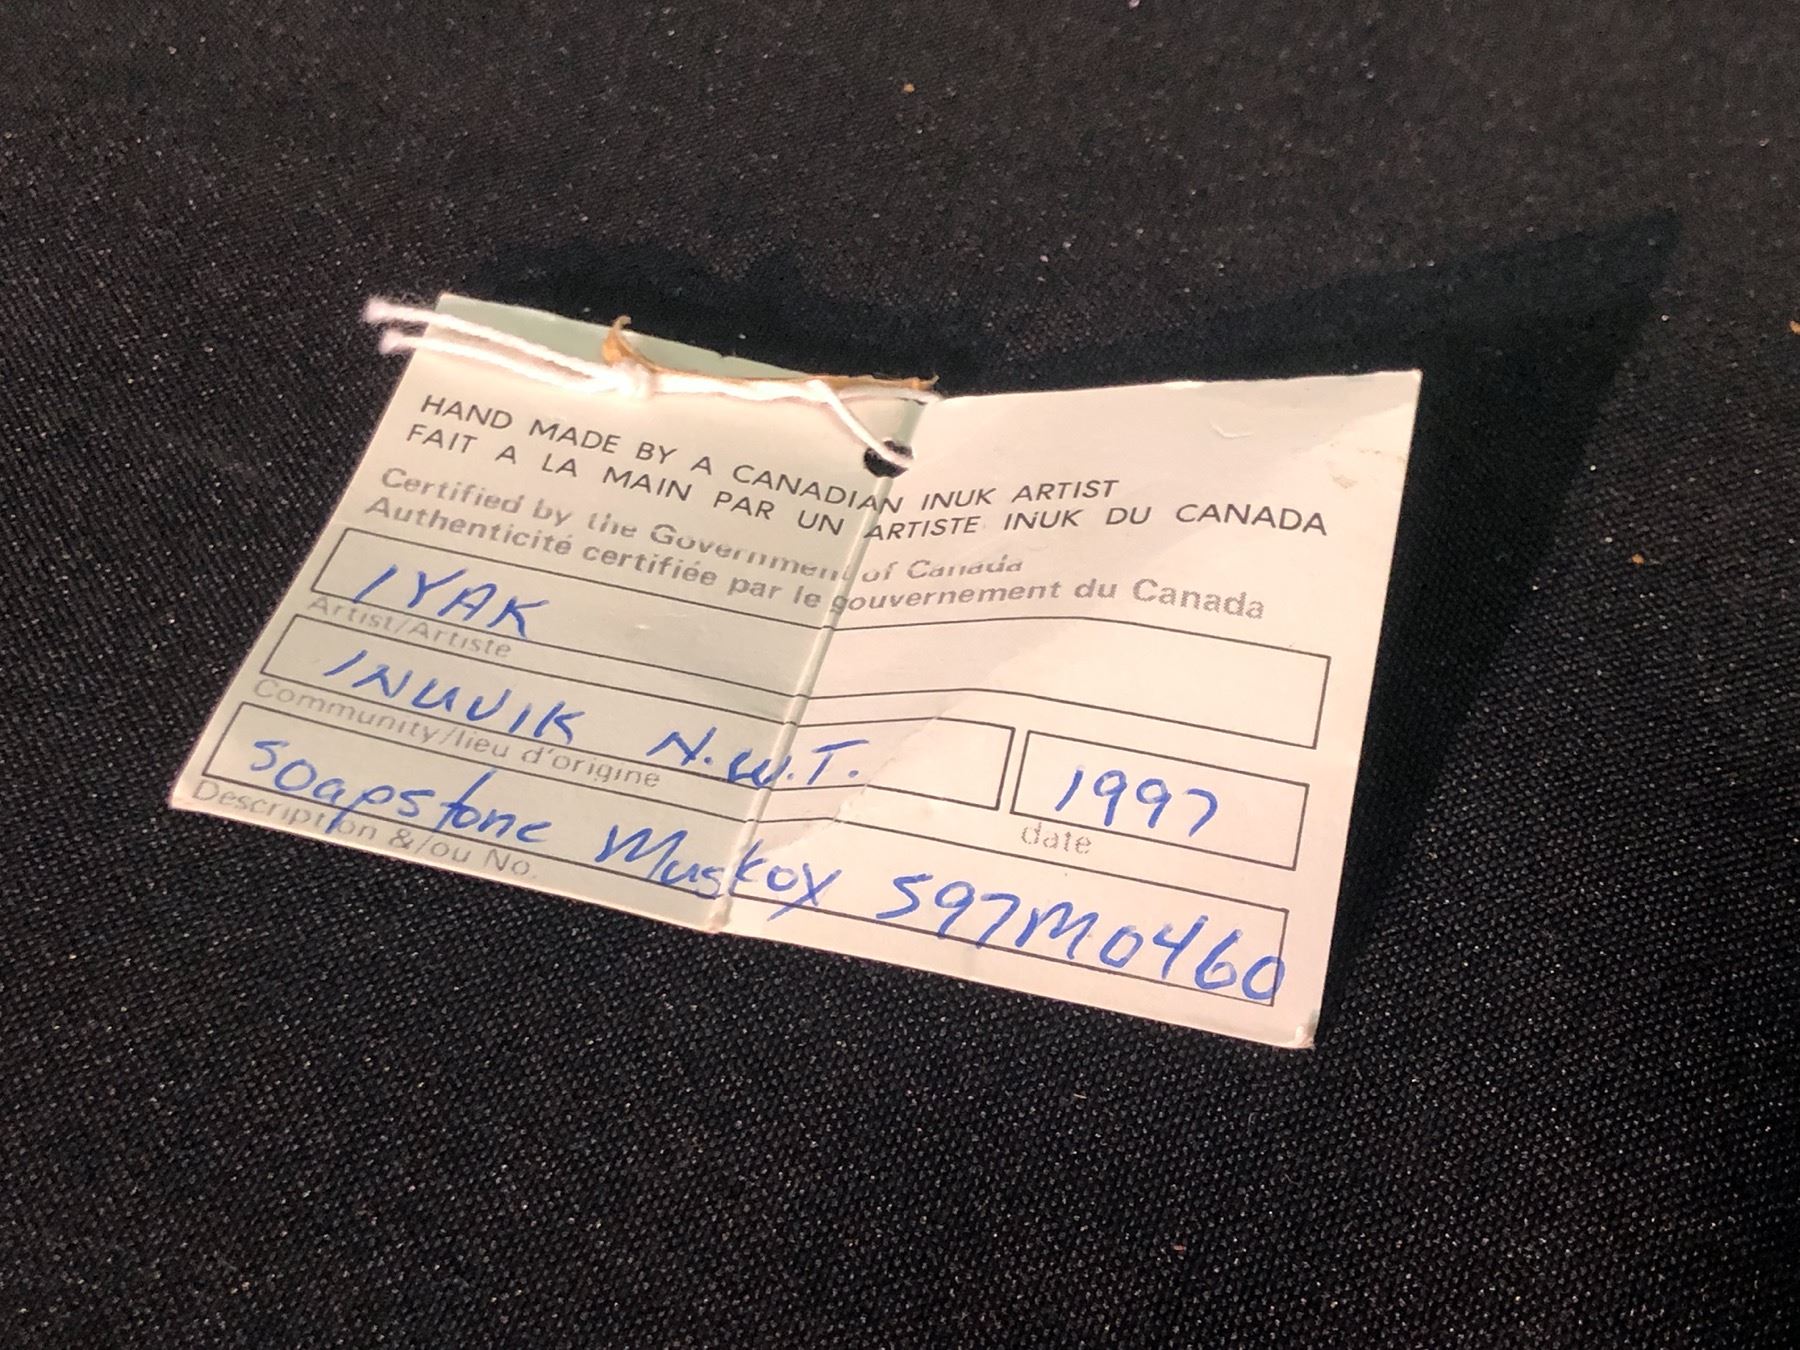 HAND MADE BY A CANADIAN INUK ARTIST
FAIT A LA MAIN PAR UN ARTISTE INUK DU CANADA
Certified by the Government of Canada
Authenticité certifiée par le gouvernement du Canada
IYAK
Artist/Artiste
INUVIK N.W.T.
1997
Community/lieu d'origine
date
Soapstone Muskox S97M0460
Description &/ou No.